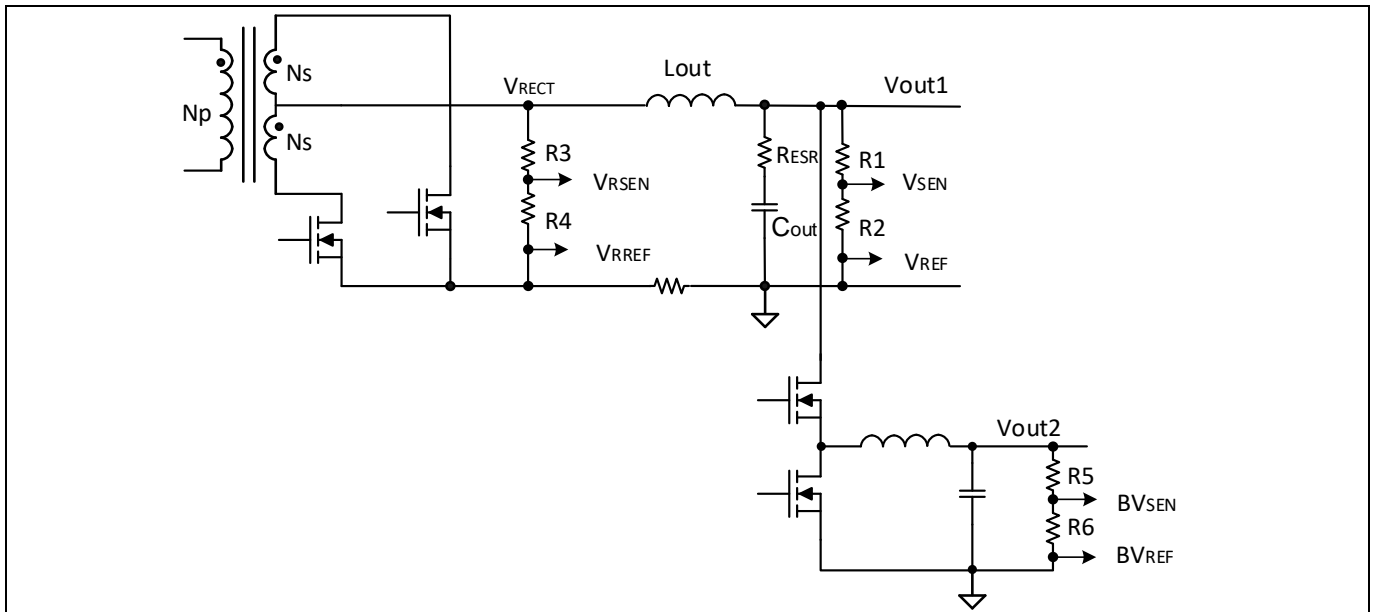 Np
Ns
Ns
VRECT
Lout
Vout1
R3
VRSEN
R4
VRREF
RESR
Cout
R1
VSEN
R2
VREF
Vout2
R5
BVSEN
R6
BVREF